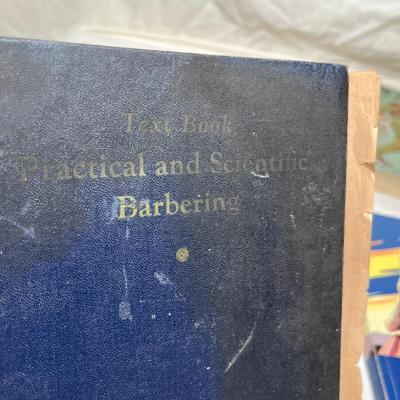 Text Book
Practical and Scientific
Barbering